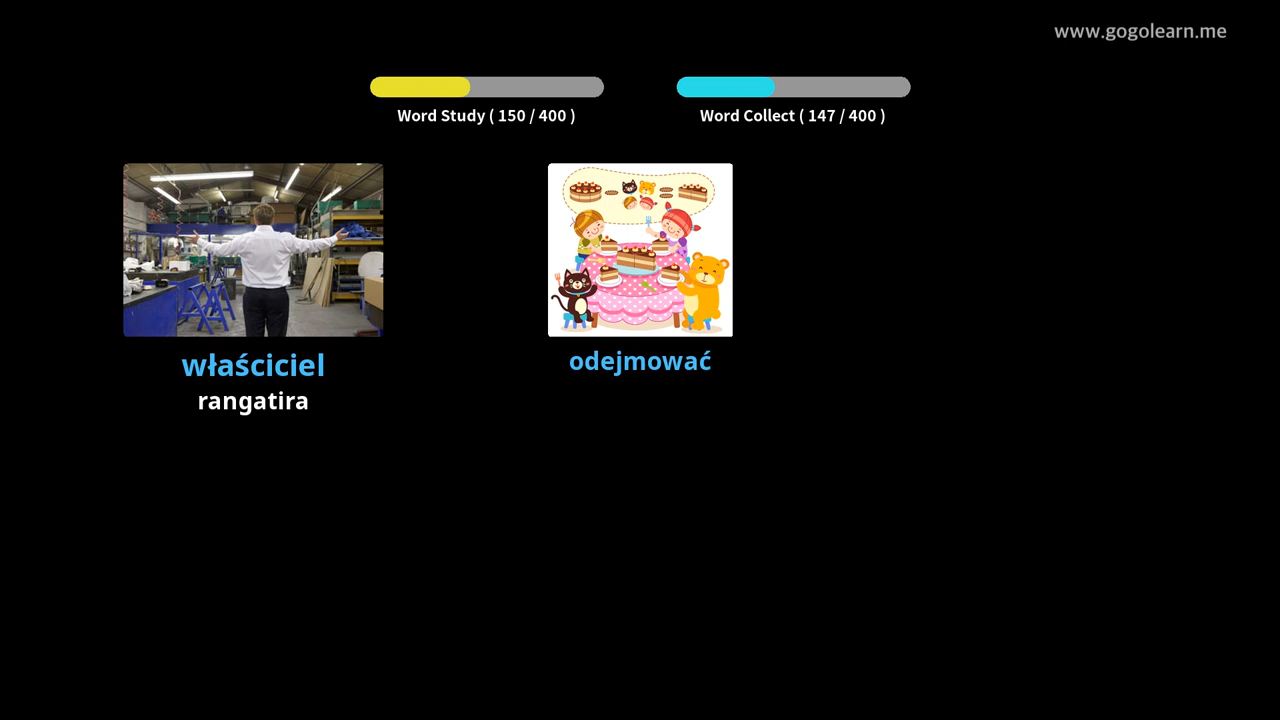 www.gogolearn.me
Word Study ( 150 / 400 )
Word Collect ( 147 / 400 )
właściciel
rangatira
odejmować